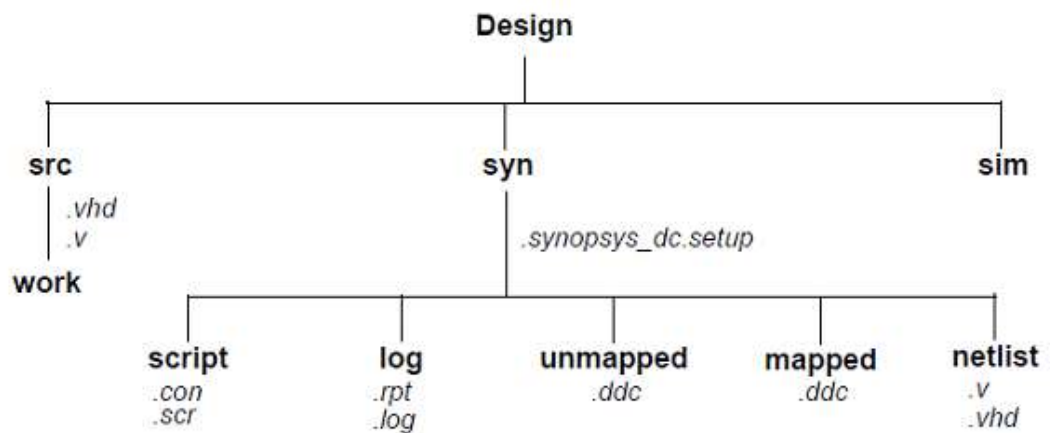 Design
src
syn
sim
.vhd
.v
.synopsys_dc.setup
work
script
log
unmapped
mapped
netlist
.con
.rpt
.ddc
.ddc
.v
.scr
.log
.vhd